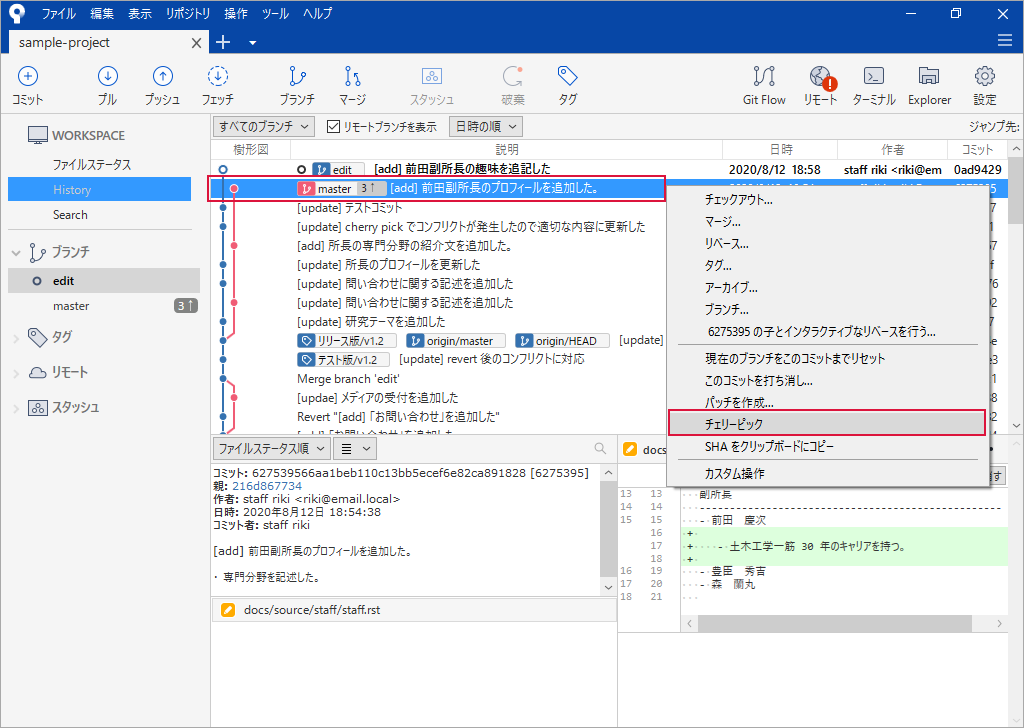 ファイル 編集 表示 リポジトリ 操作 ツール ヘルプ
sample-project
コミット プル プッシュ フェッチ ブランチ マージ スタッシュ 破棄 タグ Git Flow リモート ターミナル Explorer 設定
WORKSPACE
ファイルステータス
History
Search
ブランチ
edit
master 3↑
タグ
リモート
スタッシュ
すべてのブランチ リモートブランチを表示 日時の順 ジャンプ先:
樹形図 説明 日時 作者 コミット
edit [add] 前田副所長の趣味を追記した 2020/8/12 18:58 staff riki <riki@em 0ad9429
master 3↑ [add] 前田副所長のプロフィールを追加した。
[update] テストコミット
[update] cherry pick でコンフリクトが発生したので適切な内容に更新した
[add] 所長の専門分野の紹介文を追加した。
[update] 所長のプロフィールを更新した
[update] 問い合わせに関する記述を追加した
[update] 問い合わせに関する記述を追加した
[update] 研究テーマを追加した
リリース版/v1.2 origin/master origin/HEAD [update]
テスト版/v1.2 [update] revert 後のコンフリクトに対応
Merge branch 'edit'
[updae] メディアの受付を追加した
Revert "[add] 「お問い合わせ」を追加した"
チェックアウト...
マージ...
リベース...
タグ...
アーカイブ...
ブランチ...
6275395 の子とインタラクティブなリベースを行う...
現在のブランチをこのコミットまでリセット
このコミットを打ち消し...
パッチを作成...
チェリーピック
SHA をクリップボードにコピー
カスタム操作
ファイルステータス順
コミット: 627539566aa1beb110c13bb5ecef6e82ca891828 [6275395]
親: 216d867734
作者: staff riki <riki@email.local>
日時: 2020年8月12日 18:54:38
コミット者: staff riki
[add] 前田副所長のプロフィールを追加した。
・ 専門分野を記述した。
docs/source/staff/staff.rst
docs
13 13 副所長
14 14 ------------------------------------------------
15 15 - 前田 慶次
16 +
17 + - 土木工学一筋 30 年のキャリアを持つ。
18 +
16 19 - 豊臣 秀吉
17 20 - 森 蘭丸
18 21